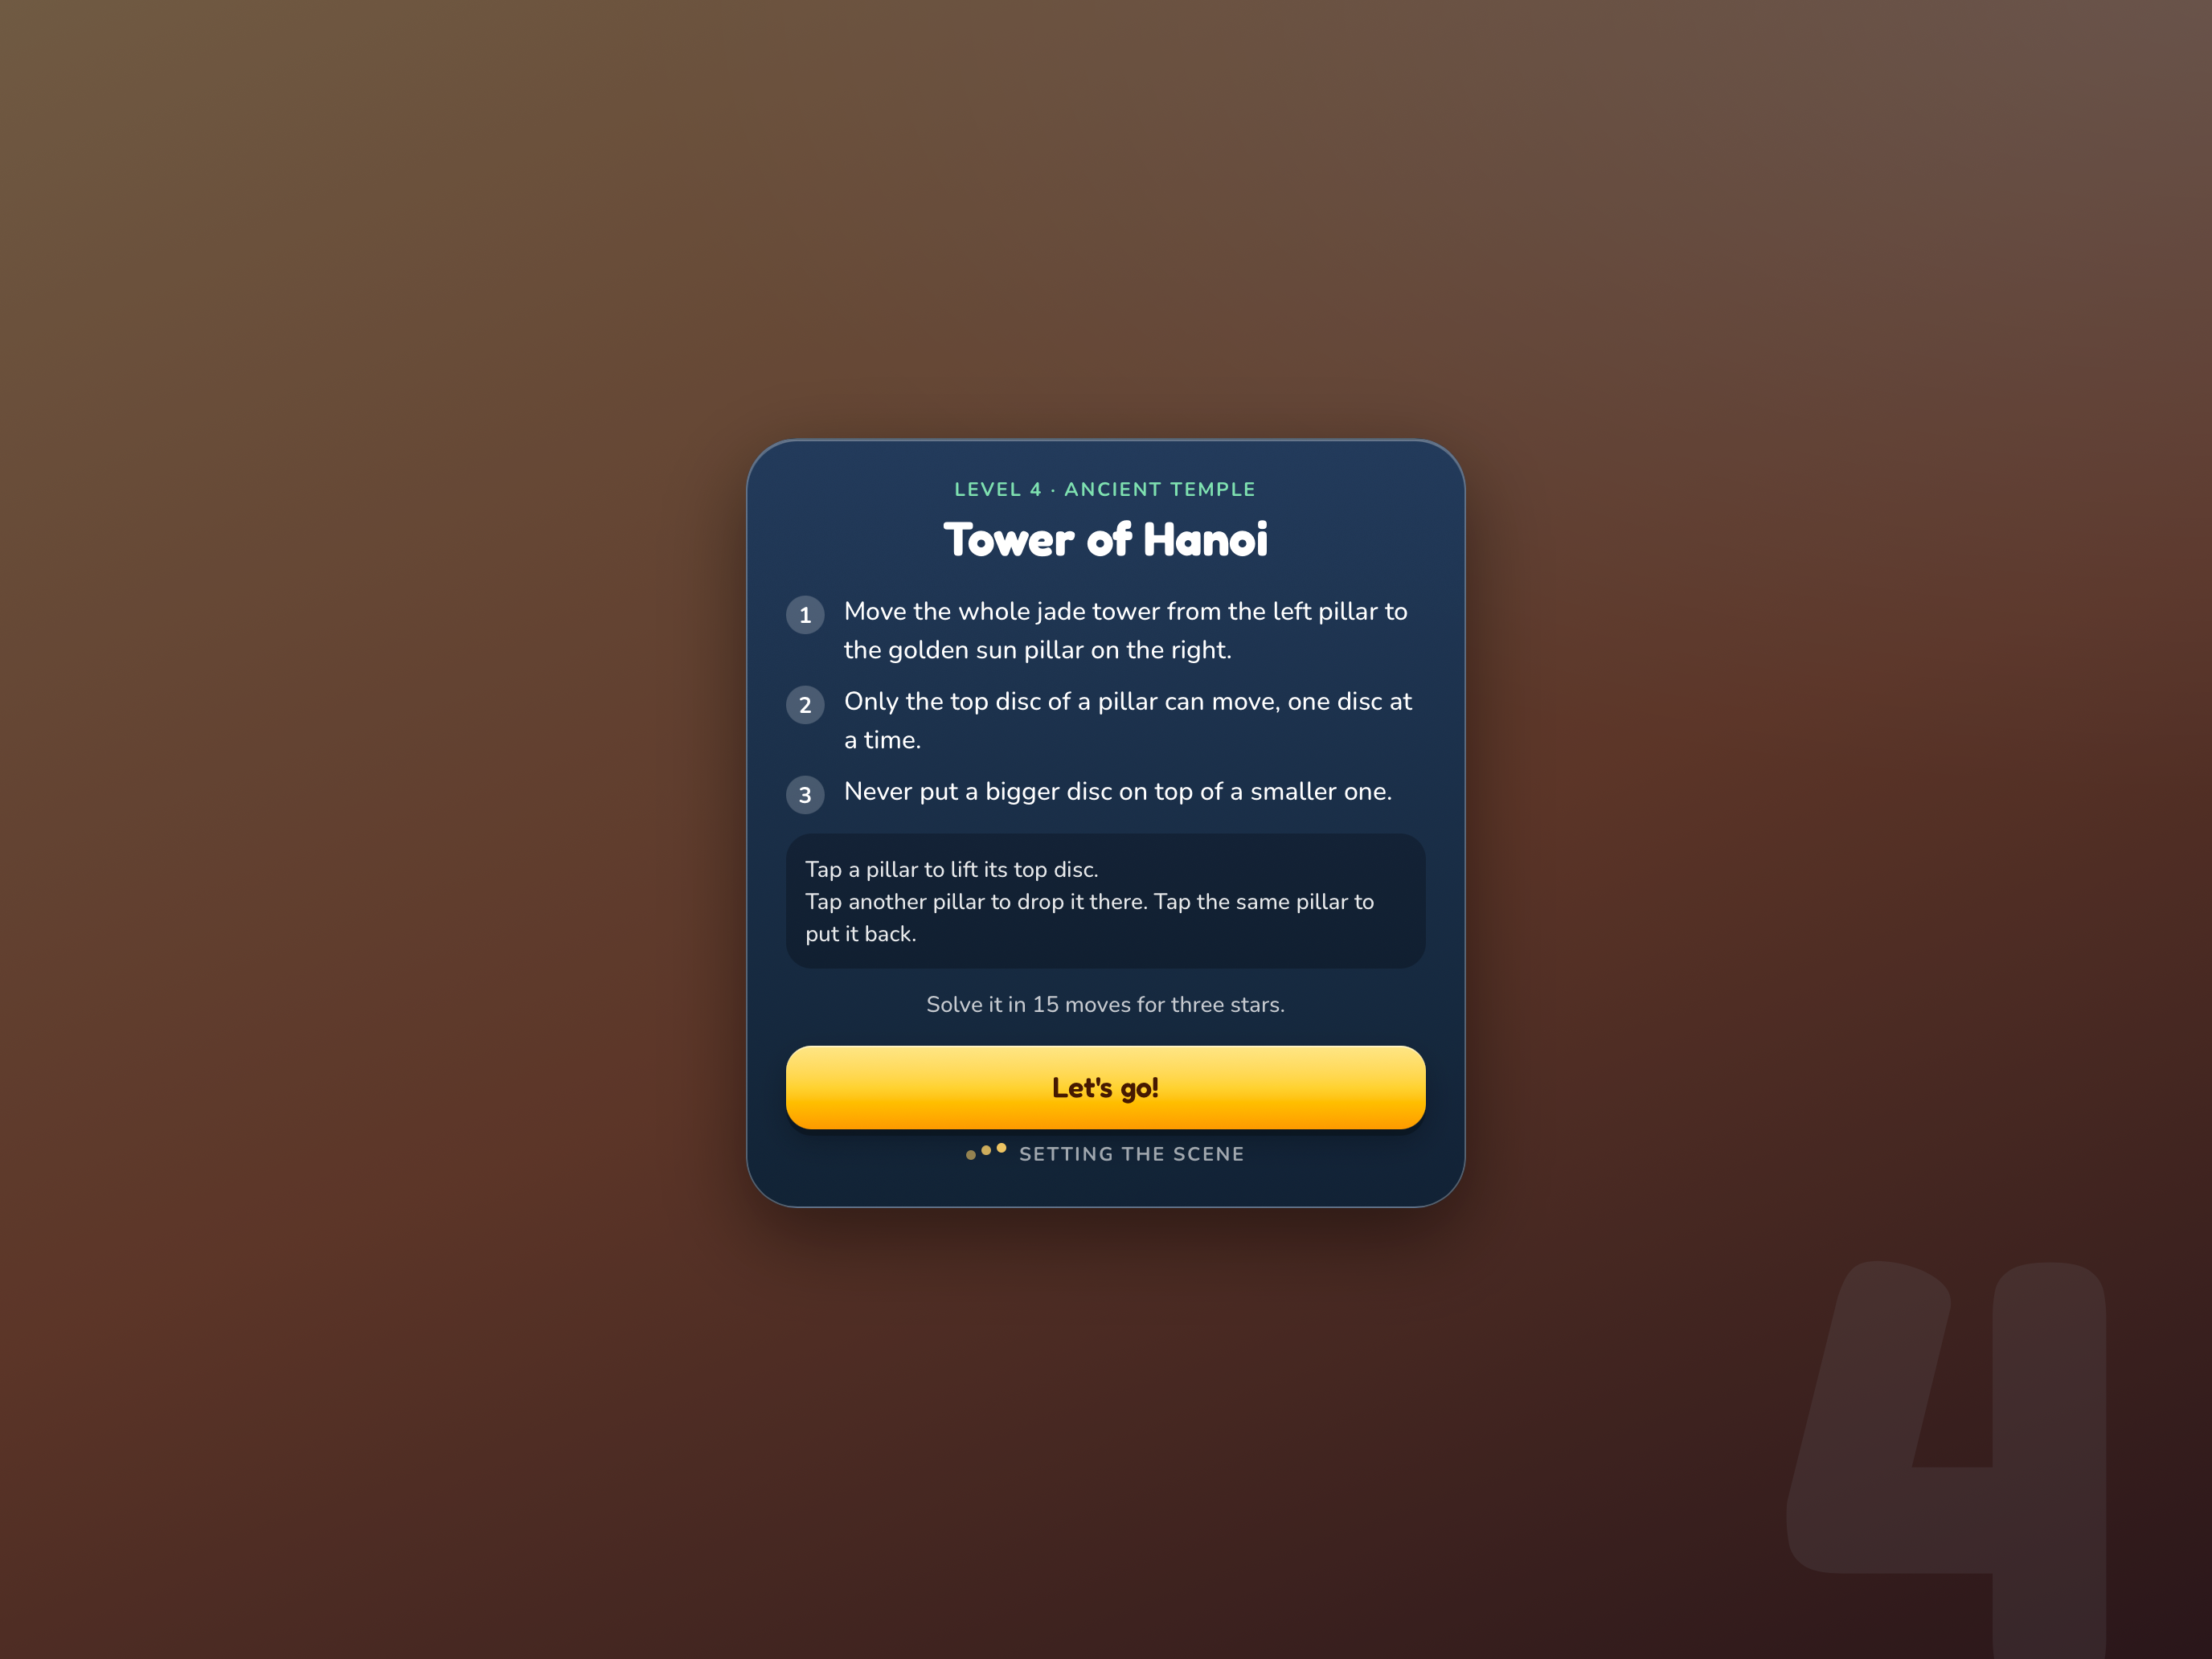 LEVEL 4 · ANCIENT TEMPLE
Tower of Hanoi
1 Move the whole jade tower from the left pillar to
the golden sun pillar on the right.
2 Only the top disc of a pillar can move, one disc at
a time.
3 Never put a bigger disc on top of a smaller one.
Tap a pillar to lift its top disc.
Tap another pillar to drop it there. Tap the same pillar to
put it back.
Solve it in 15 moves for three stars.
Let's go!
SETTING THE SCENE
4